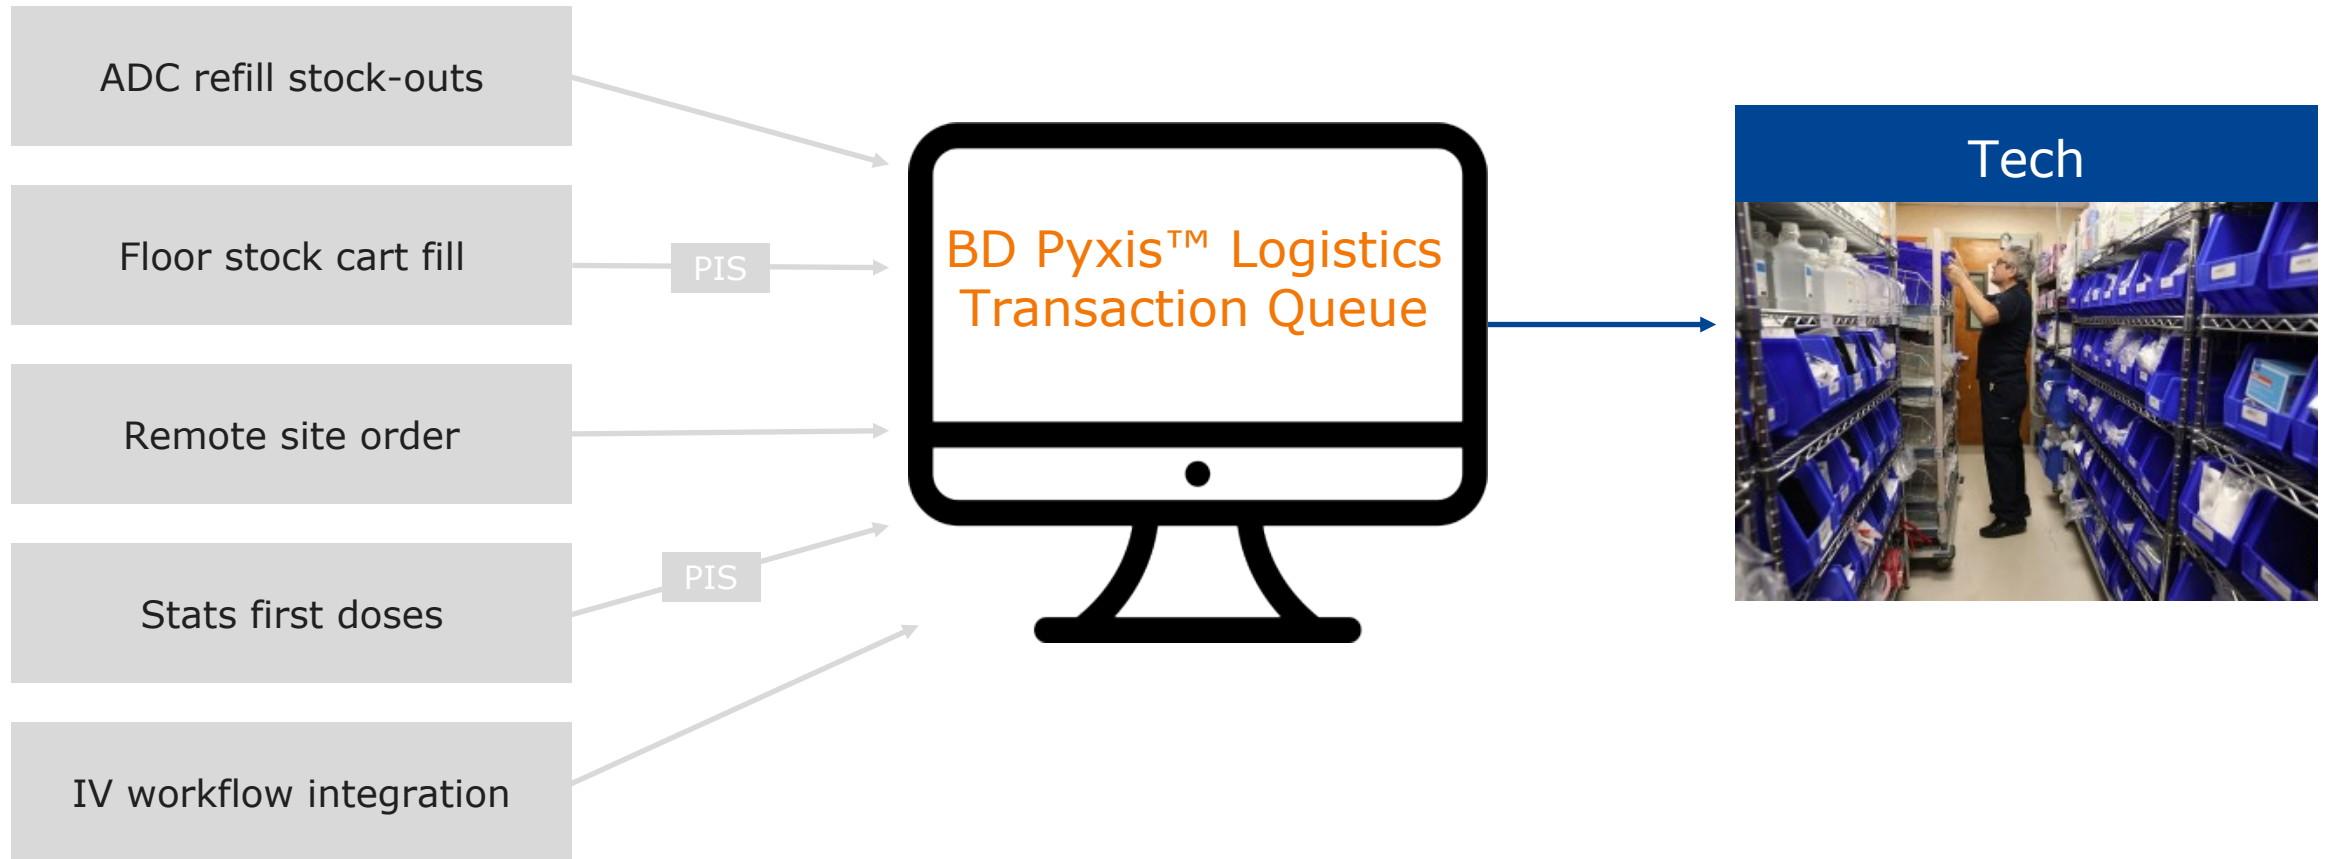 ADC refill stock-outs
Floor stock cart fill
PIS
Remote site order
Stats first doses
PIS
IV workflow integration
BD Pyxis™ Logistics
Transaction Queue
Tech